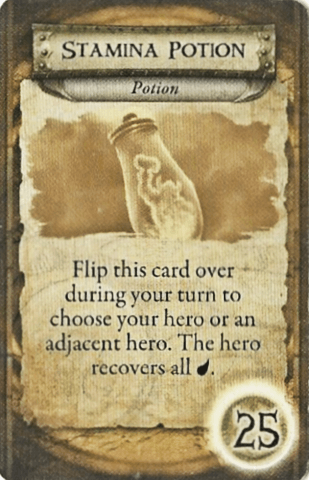 Stamina Potion
Potion
Flip this card over
during your turn to
choose your hero or an
adjacent hero. The hero
recovers all .
25